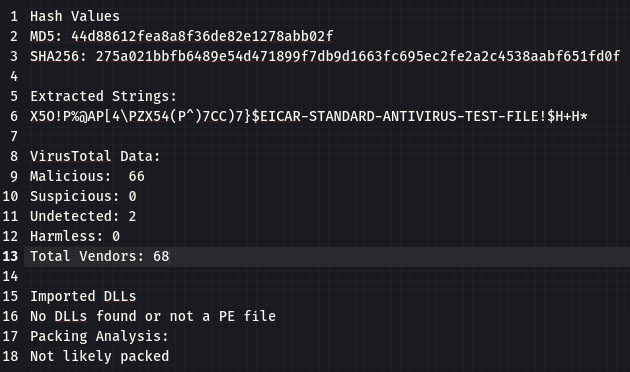 1 Hash Values
2 MD5: 44d88612fea8a8f36de82e1278abb02f
3 SHA256: 275a021bbfb6489e54d471899f7db9d1663fc695ec2fe2a2c4538aabf651fd0f
4
5 Extracted Strings:
6 X5O!P%@AP[4\PZX54(P^)7CC)7}$EICAR-STANDARD-ANTIVIRUS-TEST-FILE!$H+H*
7
8 VirusTotal Data:
9 Malicious:  66
10 Suspicious: 0
11 Undetected: 2
12 Harmless: 0
13 Total Vendors: 68
14
15 Imported DLLs
16 No DLLs found or not a PE file
17 Packing Analysis:
18 Not likely packed